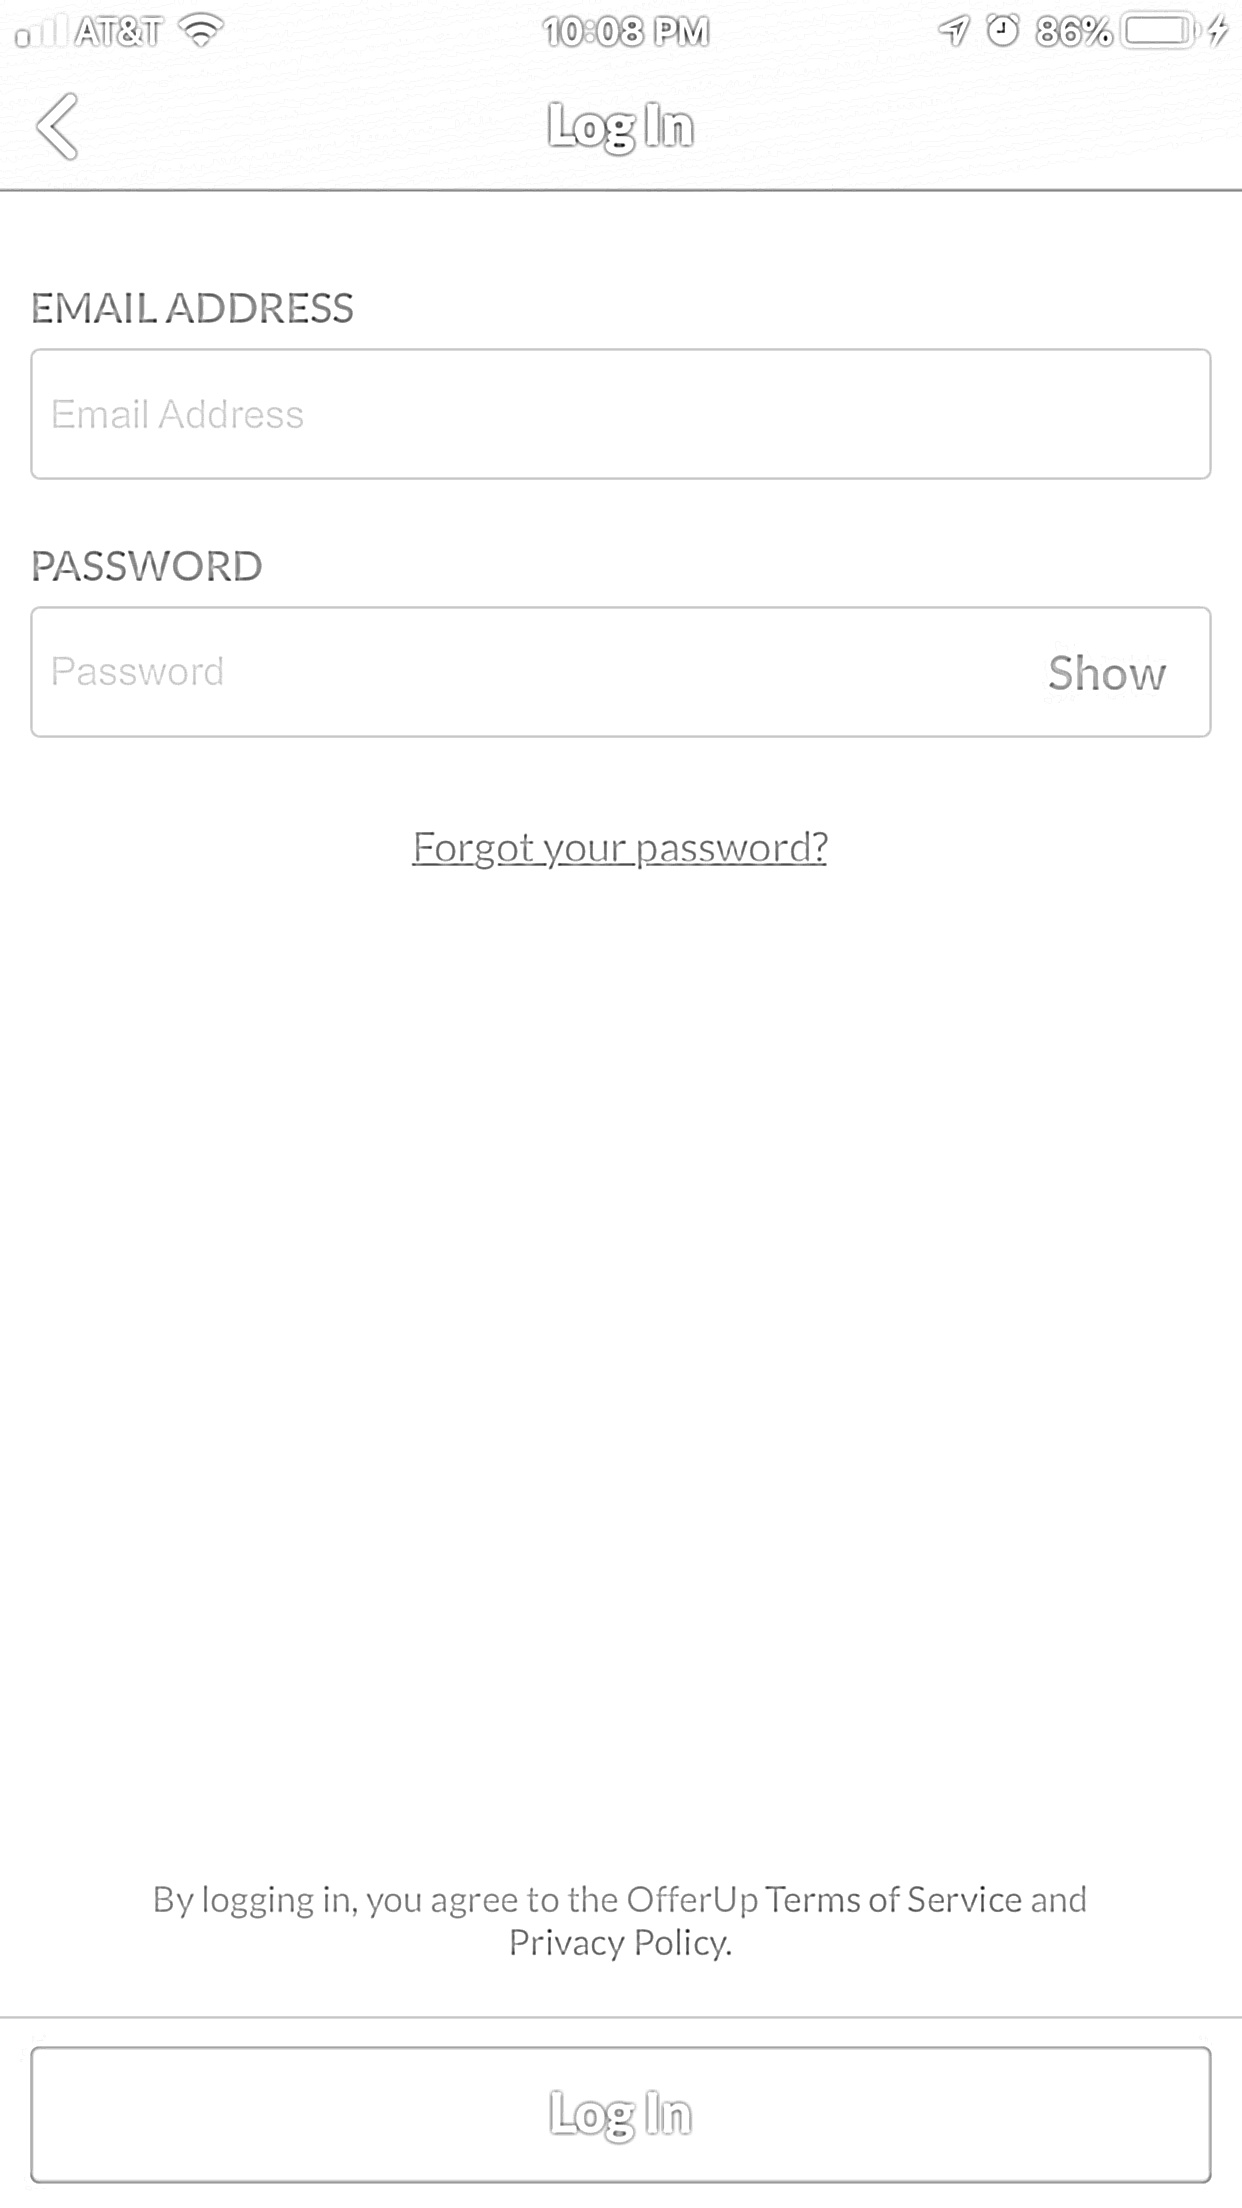 AT&T 10:08 PM 86%
Log In
EMAIL ADDRESS
Email Address
PASSWORD
Password Show
Forgot your password?
By logging in, you agree to the OfferUp Terms of Service and
Privacy Policy.
Log In